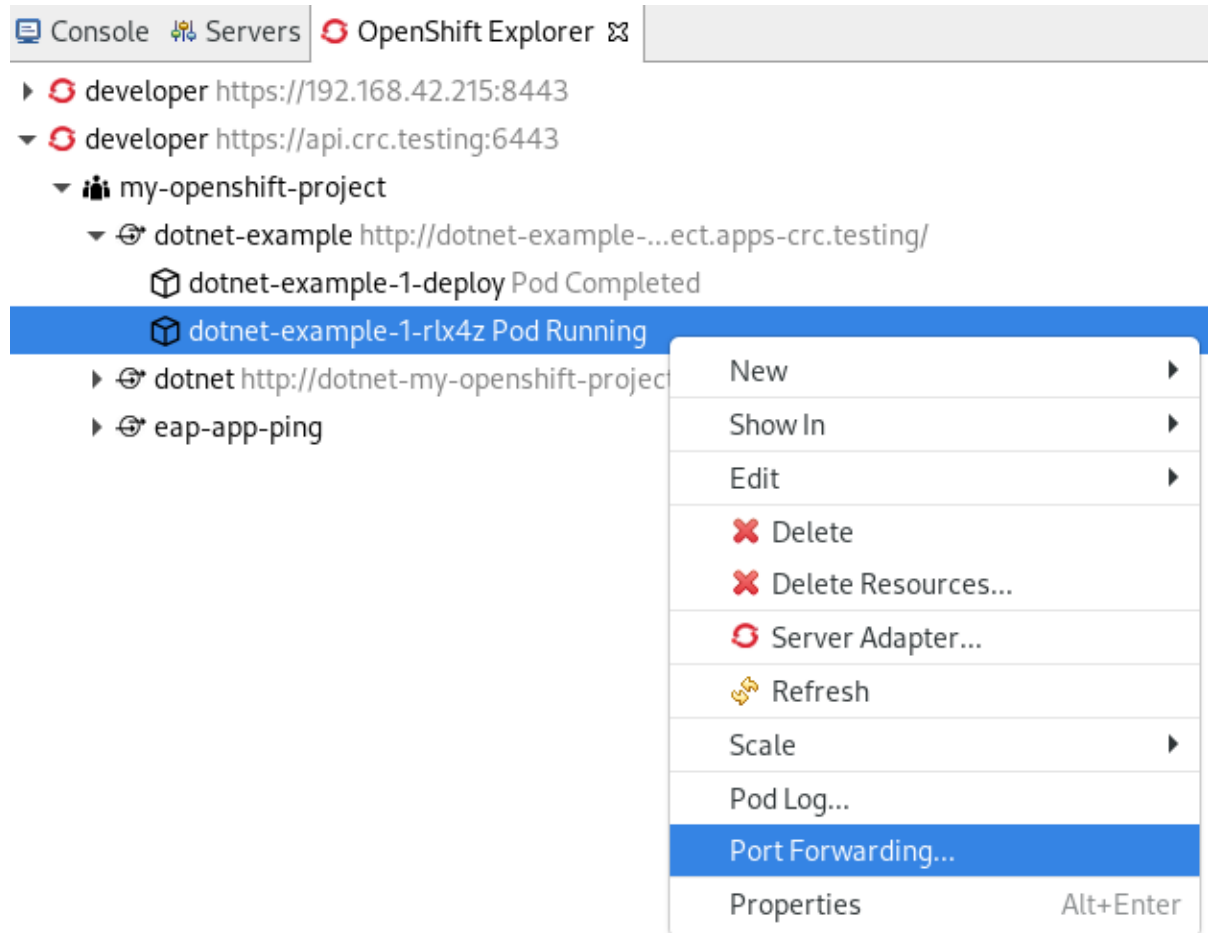 Console Servers OpenShift Explorer
developer https://192.168.42.215:8443
developer https://api.crc.testing:6443
my-openshift-project
dotnet-example http://dotnet-example-...ect.apps-crc.testing/
dotnet-example-1-deploy Pod Completed
dotnet-example-1-rlx4z Pod Running
dotnet http://dotnet-my-openshift-project
eap-app-ping
New
Show In
Edit
Delete
Delete Resources...
Server Adapter...
Refresh
Scale
Pod Log...
Port Forwarding...
Properties Alt+Enter